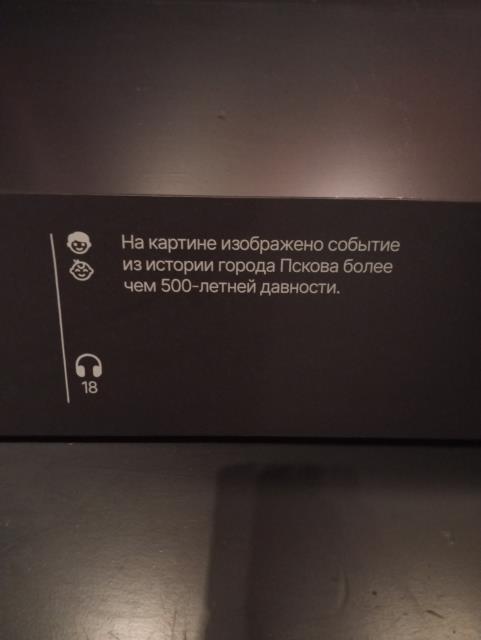 На картине изображено событие
из истории города Пскова более
чем 500-летней давности.
18